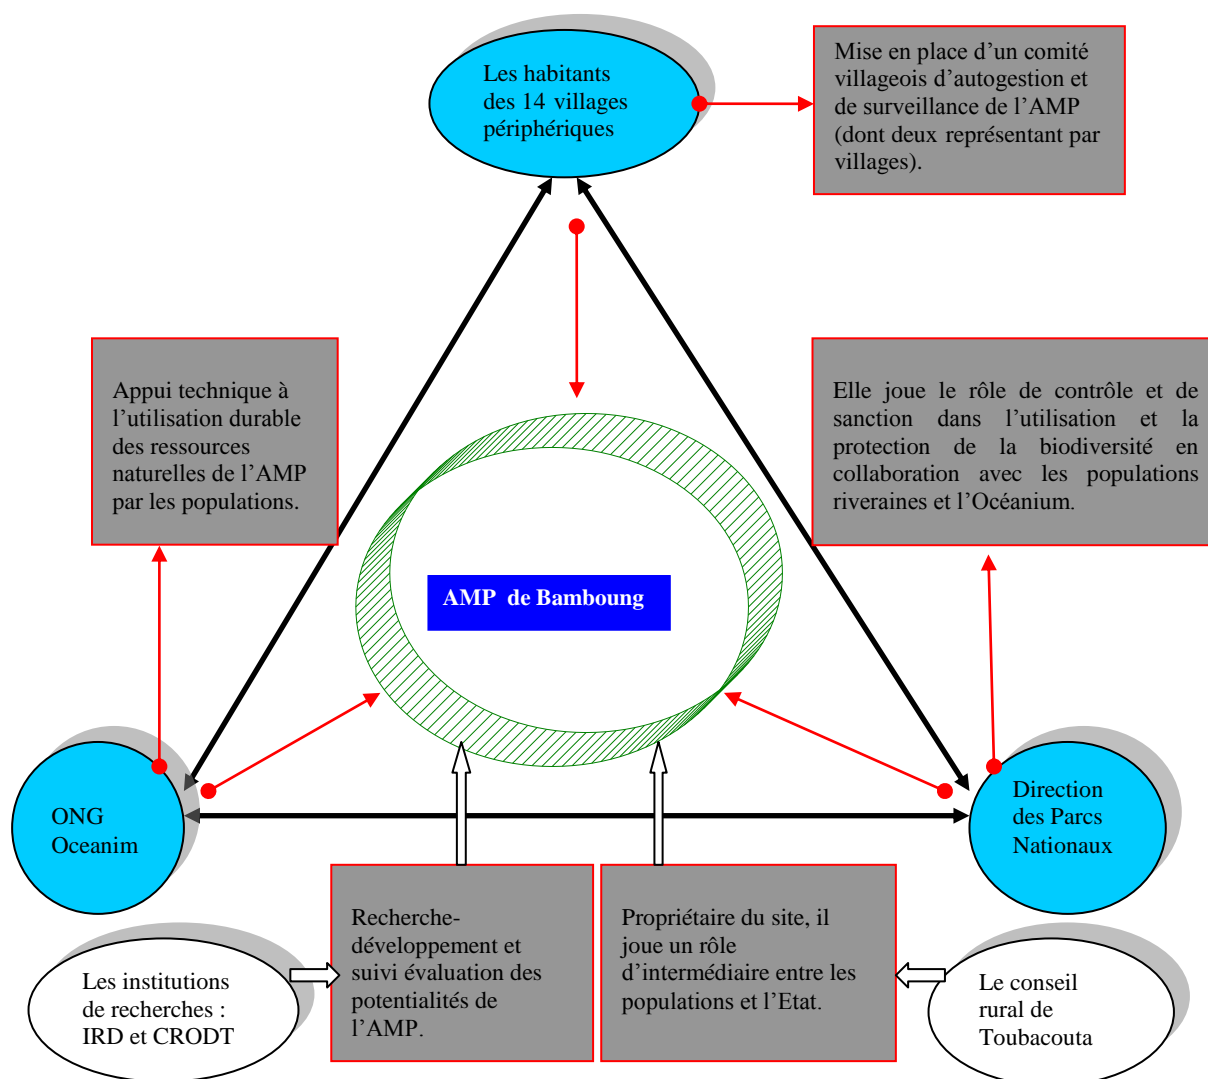 Les habitants
des 14 villages
périphériques
Mise en place d’un comité
villageois d’autogestion et
de surveillance de l’AMP
(dont deux représentant par
villages).
Appui technique à
l’utilisation durable
des ressources
naturelles de l’AMP
par les populations.
Elle joue le rôle de contrôle et de
sanction dans l’utilisation et la
protection de la biodiversité en
collaboration avec les populations
riveraines et l’Océanium.
AMP de Bamboung
ONG
Oceanim
Direction
des Parcs
Nationaux
Recherche-
développement et
suivi évaluation des
potentialités de
l’AMP.
Propriétaire du site, il
joue un rôle
d’intermédiaire entre les
populations et l’Etat.
Les institutions
de recherches :
IRD et CRODT
Le conseil
rural de
Toubacouta